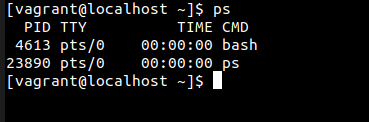 [vagrant@localhost ~]$ ps
  PID TTY          TIME CMD
 4613 pts/0    00:00:00 bash
23890 pts/0    00:00:00 ps
[vagrant@localhost ~]$